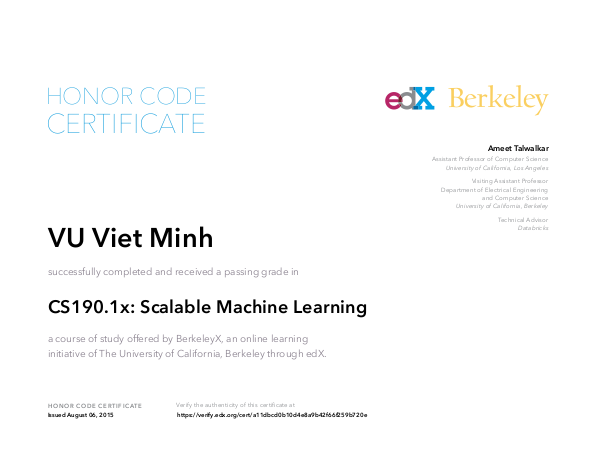 HONOR CODE
CERTIFICATE
edX Berkeley
Ameet Talwalkar
Assistant Professor of Computer Science
University of California, Los Angeles
Visiting Assistant Professor
Department of Electrical Engineering
and Computer Science
University of California, Berkeley
Technical Advisor
Databricks
VU Viet Minh
successfully completed and received a passing grade in
CS190.1x: Scalable Machine Learning
a course of study offered by BerkeleyX, an online learning
initiative of The University of California, Berkeley through edX.
HONOR CODE CERTIFICATE
Issued August 06, 2015
Verify the authenticity of this certificate at
https://verify.edx.org/cert/a11dbcd0b10d4e8a9b42f66f259b720e